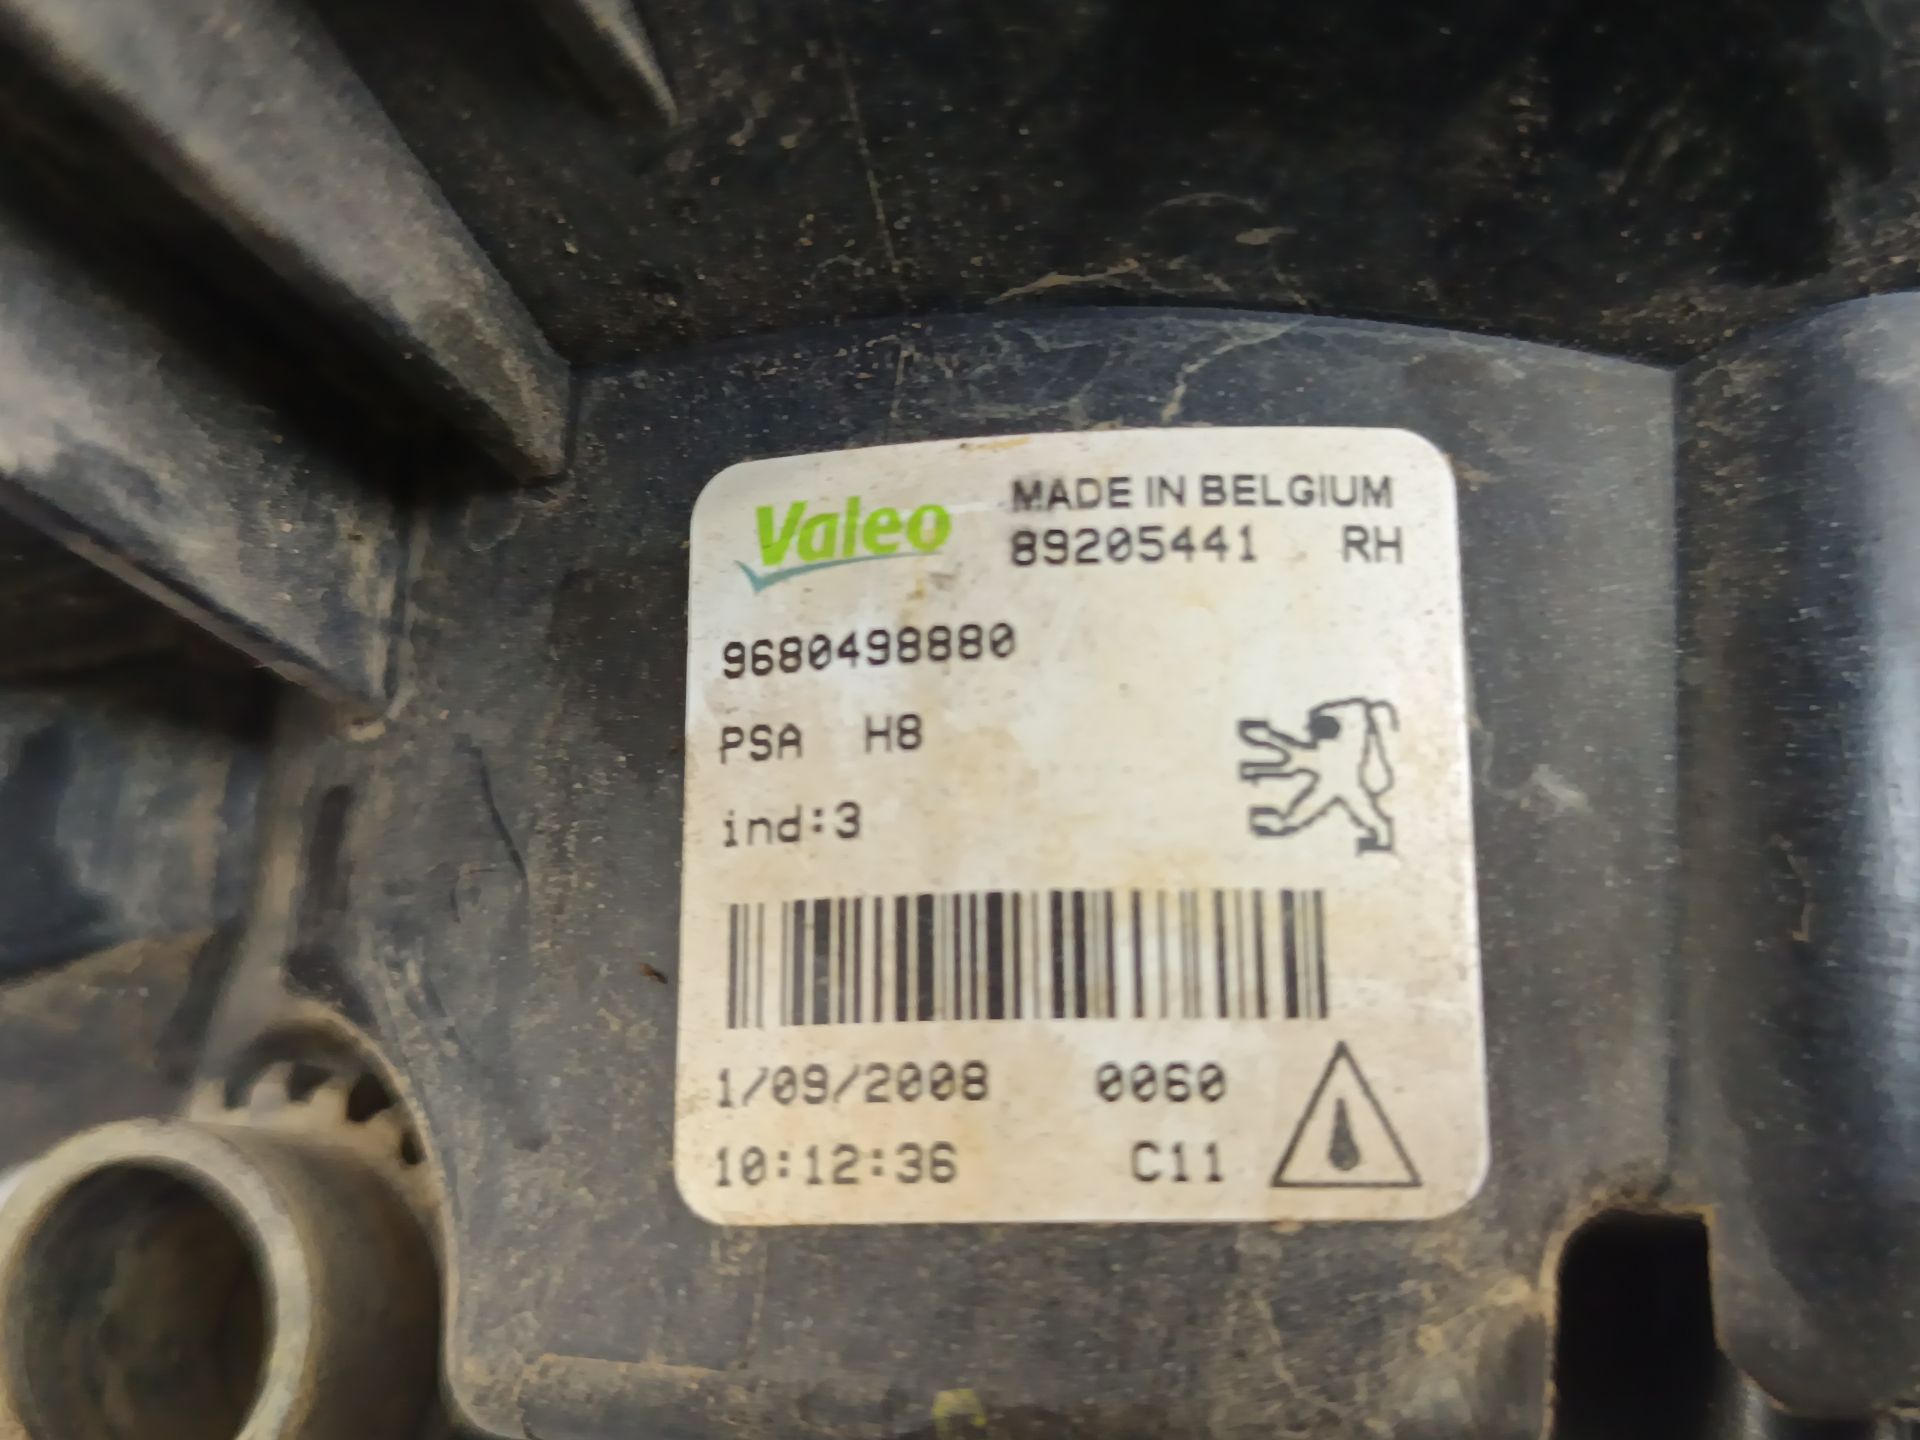 Valeo
MADE IN BELGIUM
89205441 RH
9680498880
PSA H8
ind:3
1/09/2008 0060
10:12:36 C11